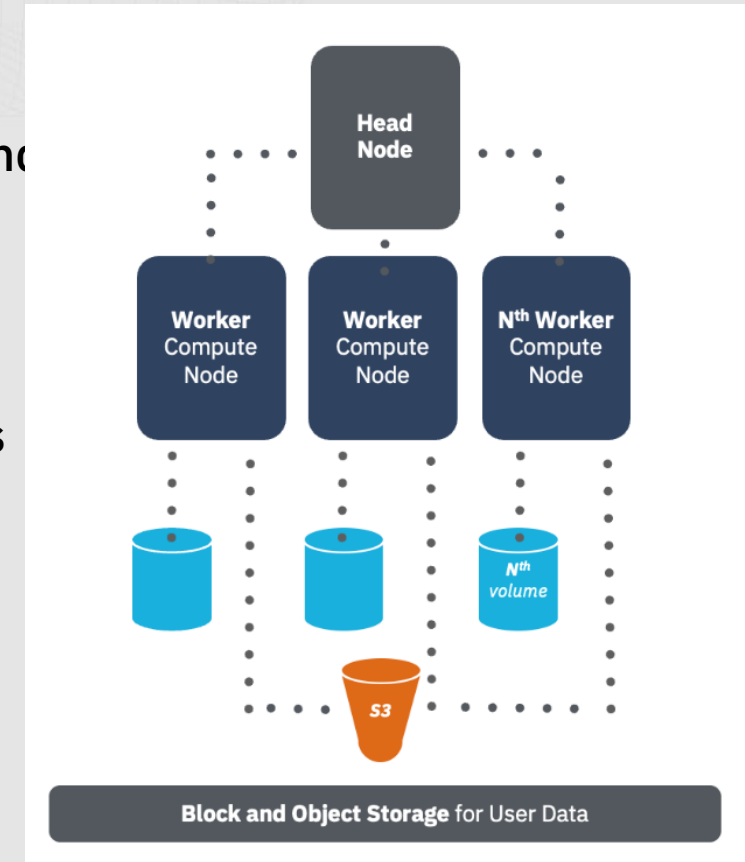 Head
Node
Worker
Compute
Node
Worker
Compute
Node
Nth Worker
Compute
Node
Nth
volume
S3
Block and Object Storage for User Data